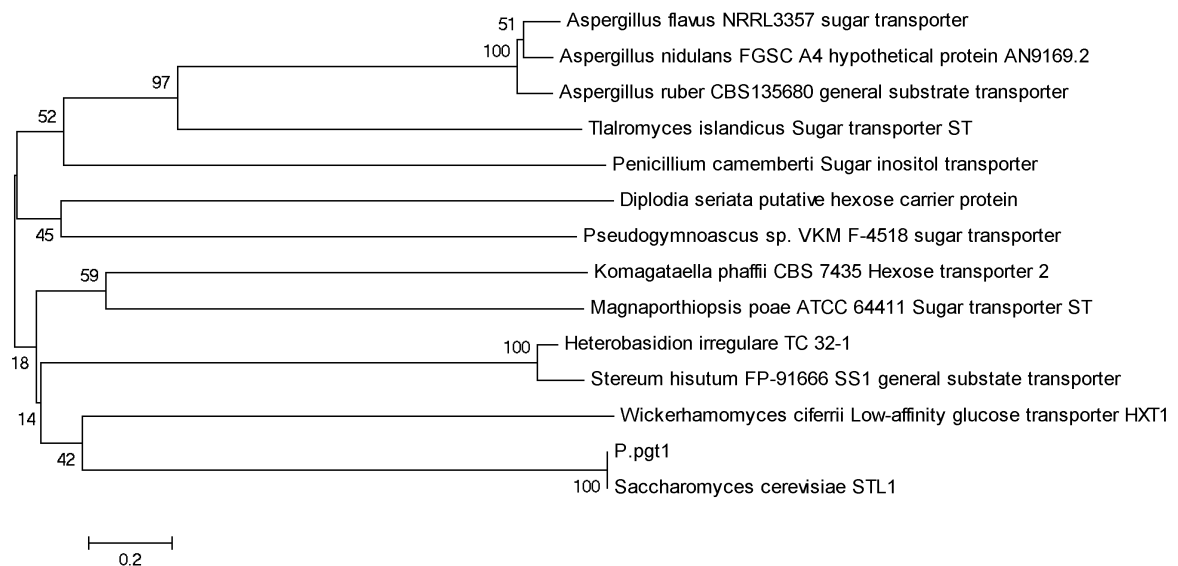 51
Aspergillus flavus NRRL3357 sugar transporter
100
Aspergillus nidulans FGSC A4 hypothetical protein AN9169.2
97
Aspergillus ruber CBS135680 general substrate transporter
52
Tlalromyces islandicus Sugar transporter ST
Penicillium camemberti Sugar inositol transporter
Diplodia seriata putative hexose carrier protein
45
Pseudogymnoascus sp. VKM F-4518 sugar transporter
59
Komagataella phaffii CBS 7435 Hexose transporter 2
Magnaporthiopsis poae ATCC 64411 Sugar transporter ST
100
Heterobasidion irregulare TC 32-1
18
Stereum hisutum FP-91666 SS1 general substate transporter
14
Wickerhamomyces ciferrii Low-affinity glucose transporter HXT1
42
P.pgt1
100
Saccharomyces cerevisiae STL1
0.2